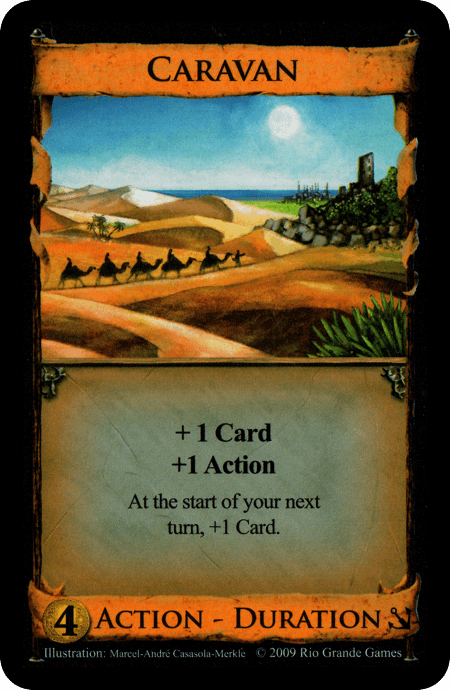 CARAVAN
+ 1 Card
+1 Action
At the start of your next
turn, +1 Card.
4 ACTION - DURATION
Illustration: Marcel-André Casasola-Merkle © 2009 Rio Grande Games